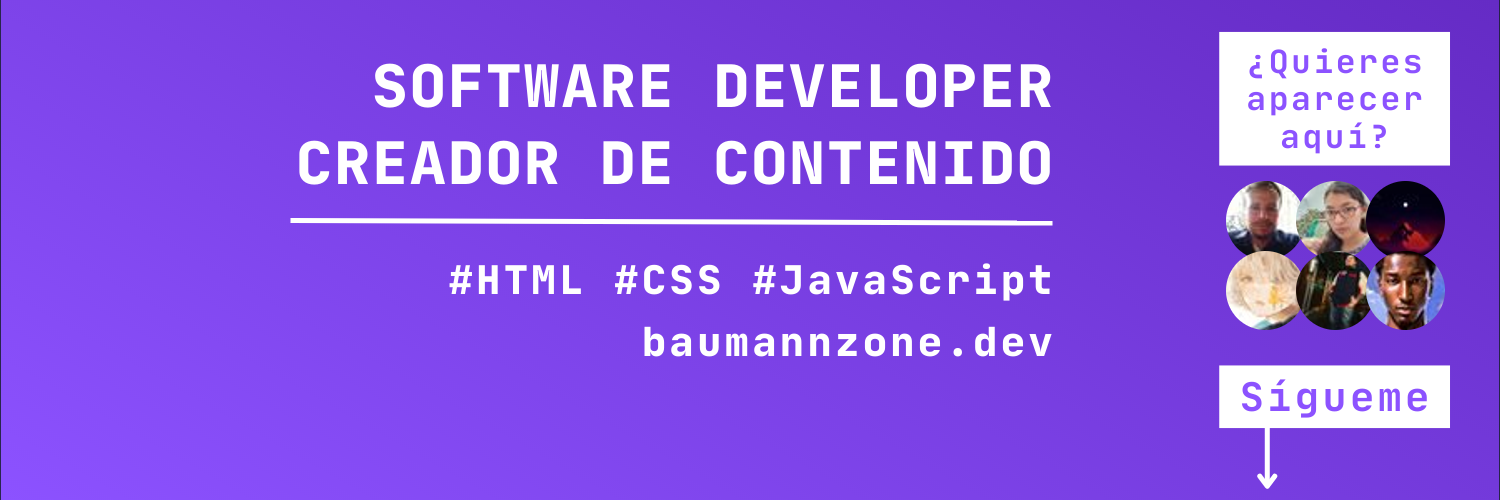 SOFTWARE DEVELOPER
CREADOR DE CONTENIDO
#HTML #CSS #JavaScript
baumannzone.dev
¿Quieres
aparecer
aquí?
Sígueme